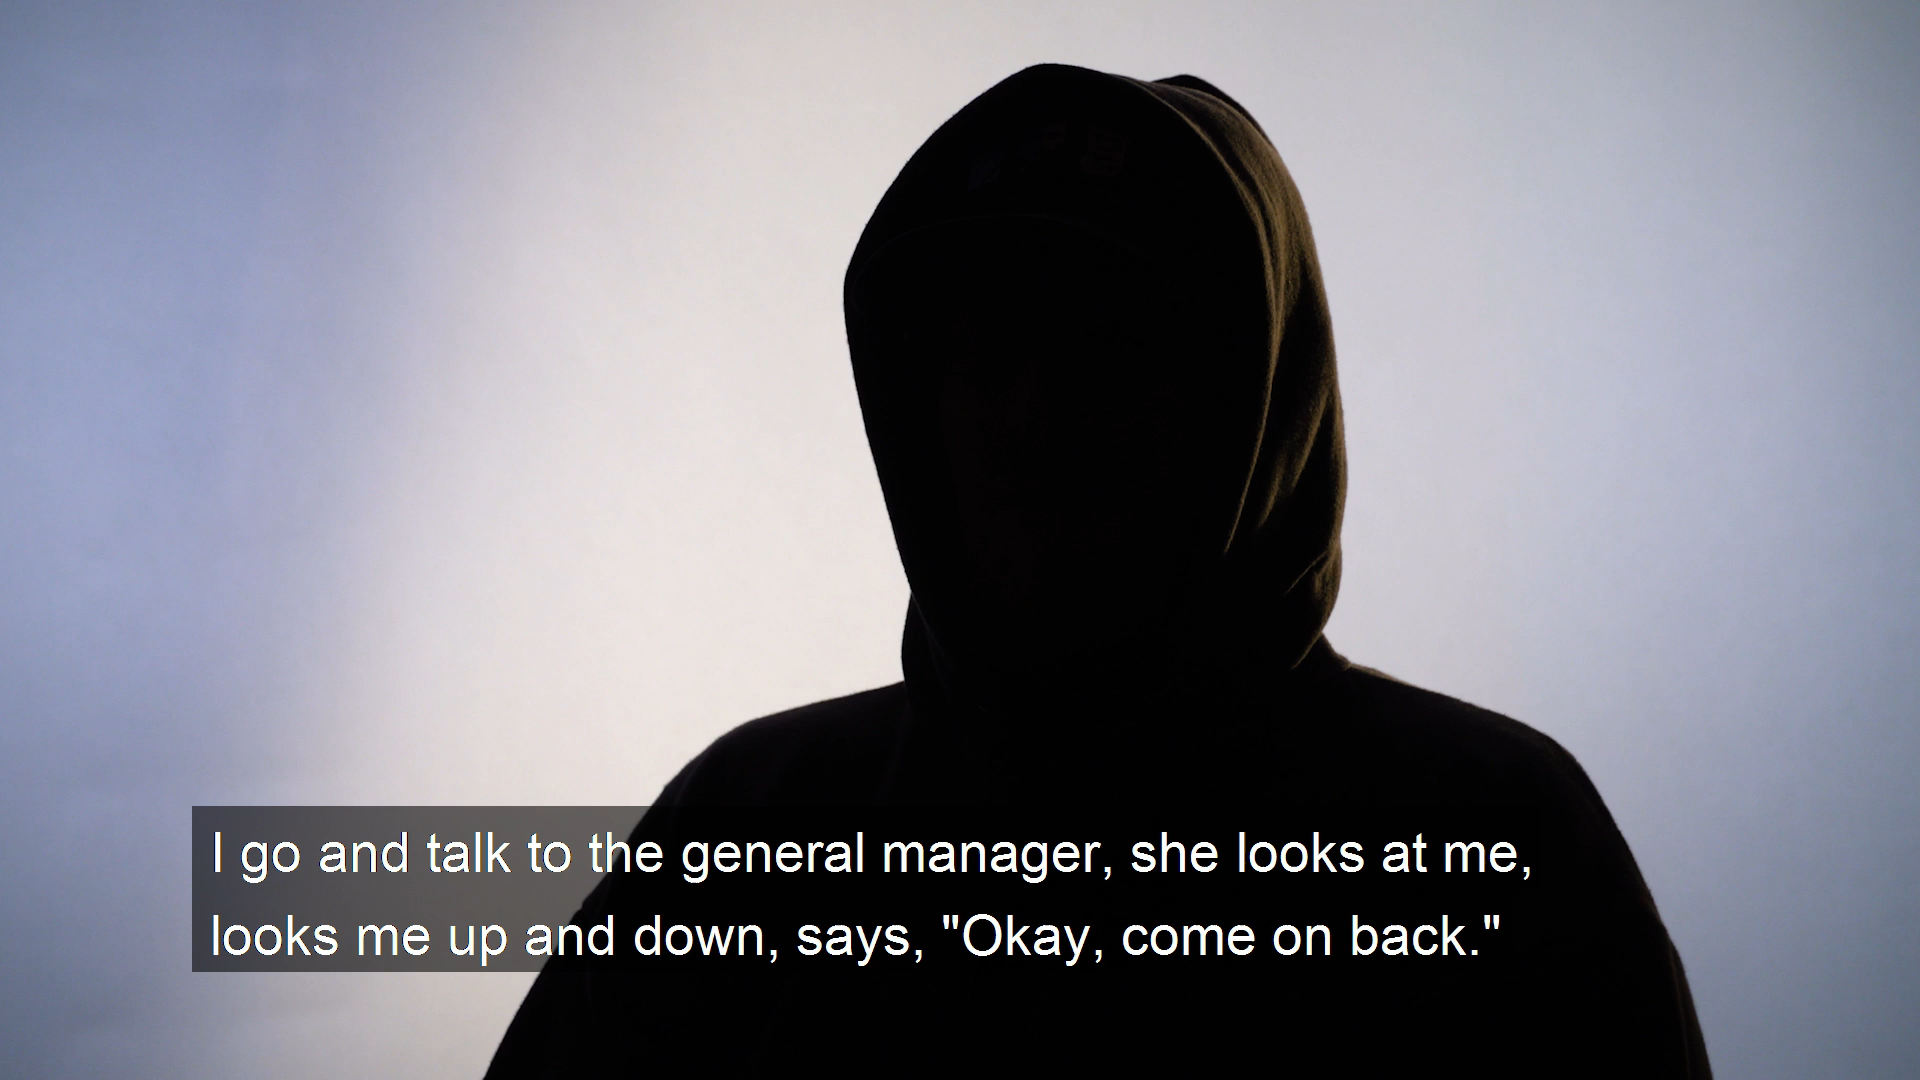 I go and talk to the general manager, she looks at me,
looks me up and down, says, "Okay, come on back."